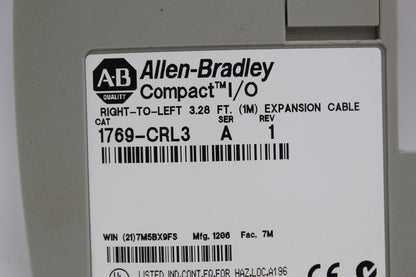 AB
QUALITY
Allen-Bradley
Compact™ I/O
RIGHT-TO-LEFT 3.28 FT. (1M) EXPANSION CABLE
CAT SER REV
1769-CRL3 A 1
WIN (21)7M5BX9FS Mfg. 1206 Fac. 7M
LISTED IND.CONT.EQ.FOR HAZ.LOC.A196